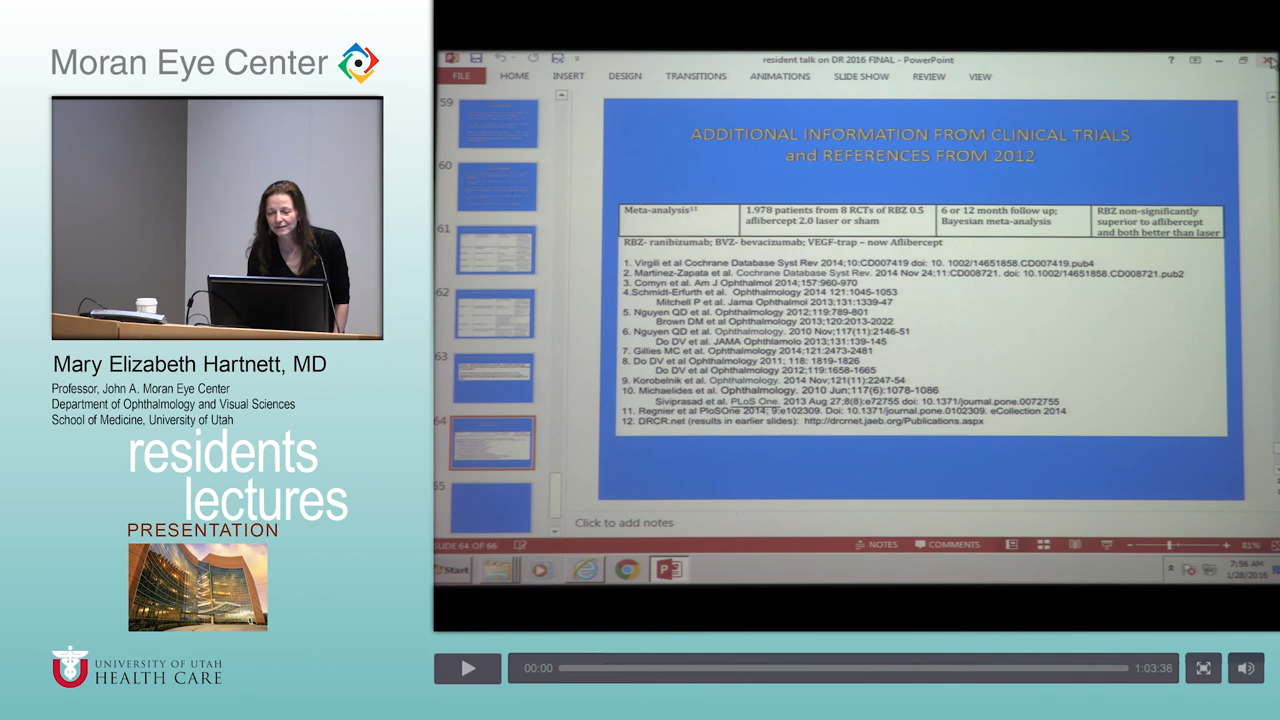 Moran Eye Center
Mary Elizabeth Hartnett, MD
Professor, John A. Moran Eye Center
Department of Ophthalmology and Visual Sciences
School of Medicine, University of Utah
residents
lectures
PRESENTATION
UNIVERSITY OF UTAH
HEALTH CARE
resident talk on DR 2016 FINAL - PowerPoint
FILE HOME INSERT DESIGN TRANSITIONS ANIMATIONS SLIDE SHOW REVIEW VIEW
59
60
61
62
63
64
65
ADDITIONAL INFORMATION FROM CLINICAL TRIALS
and REFERENCES FROM 2012
Meta-analysis11
1.978 patients from 8 RCTs of RBZ 0.5
aflibercept 2.0 laser or sham
6 or 12 month follow up;
Bayesian meta-analysis
RBZ non-significantly
superior to aflibercept
and both better than laser
RBZ- ranibizumab; BVZ- bevacizumab; VEGF-trap – now Aflibercept
1. Virgili et al Cochrane Database Syst Rev 2014;10:CD007419 doi: 10. 1002/14651858.CD007419.pub4
2. Martinez-Zapata et al. Cochrane Database Syst Rev. 2014 Nov 24;11:CD008721. doi: 10.1002/14651858.CD008721.pub2
3. Comyn et al. Am J Ophthalmol 2014;157:960-970
4.Schmidt-Erfurth et al. Ophthalmology 2014 121:1045-1053
Mitchell P et al. Jama Ophthalmol 2013;131:1339-47
5. Nguyen QD et al. Ophthalmology 2012;119:789-801
Brown DM et al Ophthalmology 2013;120:2013-2022
6. Nguyen QD et al. Ophthalmology. 2010 Nov;117(11):2146-51
Do DV et al. JAMA Ophthlamolo 2013;131:139-145
7. Gillies MC et al. Ophthalmology 2014;121:2473-2481
8. Do DV et al Ophthalmology 2011; 118: 1819-1826
Do DV et al Ophthalmology 2012;119:1658-1665
9. Korobelnik et al. Ophthalmology. 2014 Nov;121(11):2247-54
10. Michaelides et al. Ophthalmology. 2010 Jun;117(6):1078-1086
Siviprasad et al. PLoS One. 2013 Aug 27;8(8):e72755 doi: 10.1371/journal.pone.0072755
11. Regnier et al PloSOne 2014; 9:e102309. Doi: 10.1371/journal.pone.0102309. eCollection 2014
12. DRCR.net (results in earlier slides): http://drcrnet.jaeb.org/Publications.aspx
Click to add notes
SLIDE 64 OF 66
NOTES
COMMENTS
81%
Start
7:56 AM
1/28/2016
00:00
1:03:36